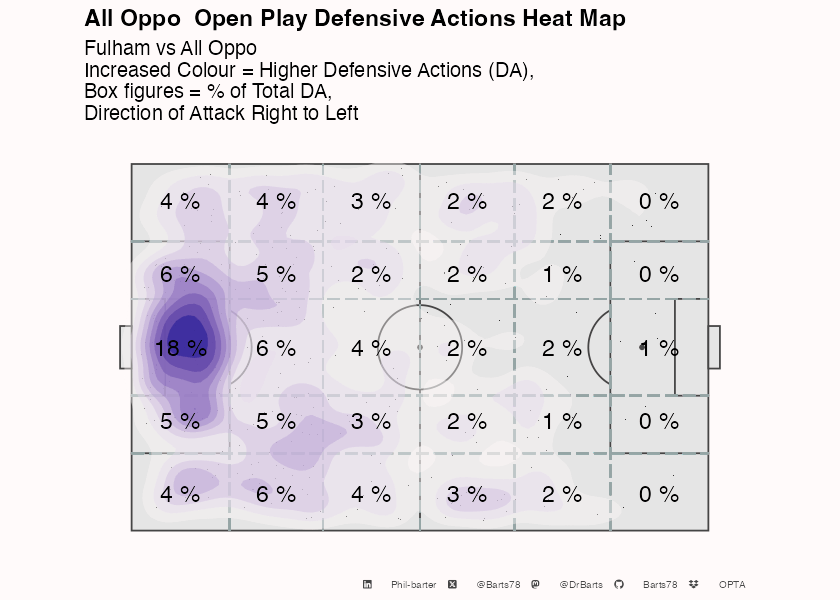 All Oppo  Open Play Defensive Actions Heat Map
Fulham vs All Oppo
Increased Colour = Higher Defensive Actions (DA),
Box figures = % of Total DA,
Direction of Attack Right to Left
4 % 4 % 3 % 2 % 2 % 0 %
6 % 5 % 2 % 2 % 1 % 0 %
18 % 6 % 4 % 2 % 2 % 1 %
5 % 5 % 3 % 2 % 1 % 0 %
4 % 6 % 4 % 3 % 2 % 0 %
Phil-barter @Barts78 @DrBarts Barts78 OPTA